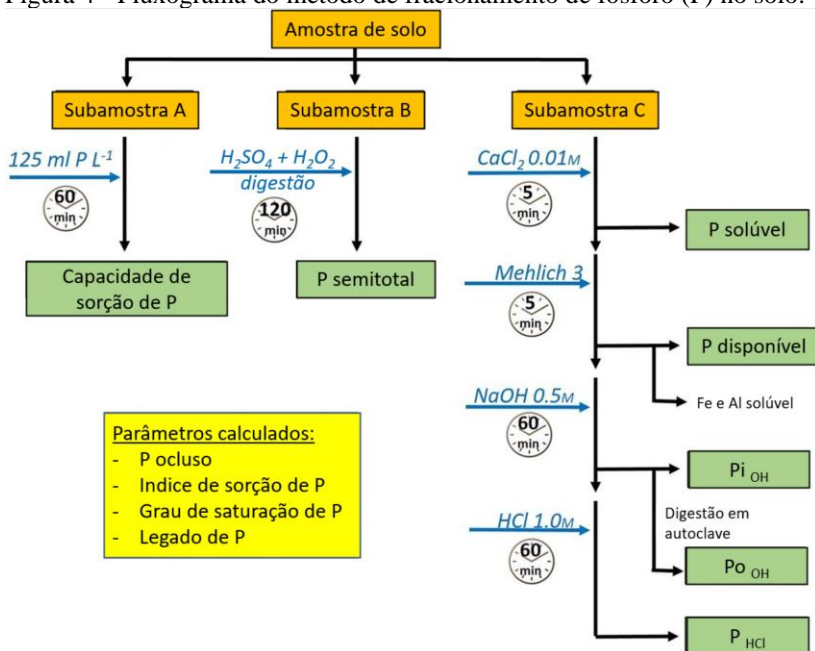 Figura 4 - Fluxograma do método de fracionamento de fósforo (P) no solo.
Amostra de solo
Subamostra A
Subamostra B
Subamostra C
125 ml P L-1
60
min
Capacidade de
sorção de P
H2SO4 + H2O2
digestão
120
min
P semitotal
CaCl2 0.01M
5
min
P solúvel
Mehlich 3
5
min
P disponível
Fe e Al solúvel
NaOH 0.5M
60
min
Pi OH
Digestão em
autoclave
Po OH
HCl 1.0M
60
min
P HCl
Parâmetros calculados:
- P ocluso
- Indice de sorção de P
- Grau de saturação de P
- Legado de P